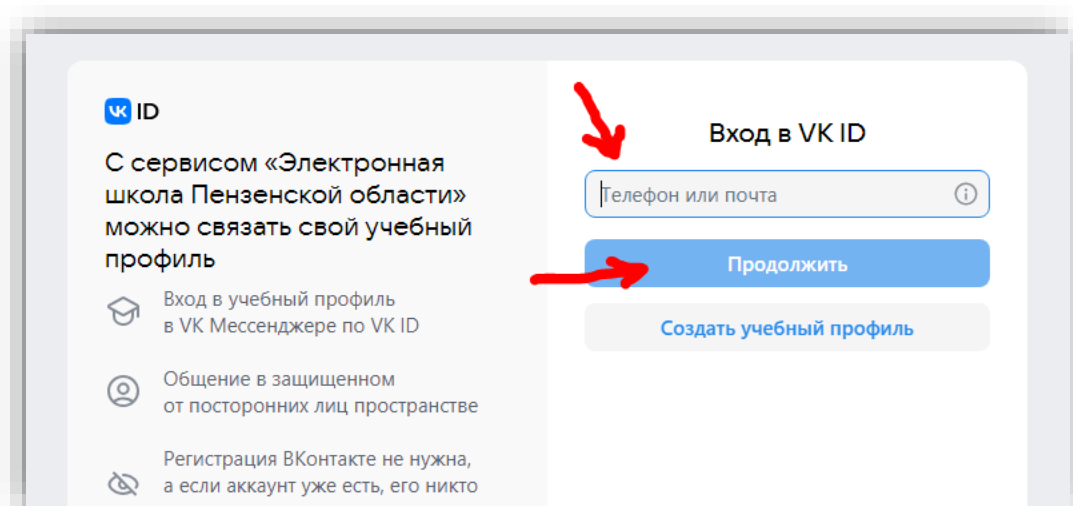 VK ID
С сервисом «Электронная
школа Пензенской области»
можно связать свой учебный
профиль
Вход в учебный профиль
в VK Мессенджере по VK ID
Общение в защищенном
от посторонних лиц пространстве
Регистрация ВКонтакте не нужна,
а если аккаунт уже есть, его никто
Вход в VK ID
Телефон или почта
Продолжить
Создать учебный профиль